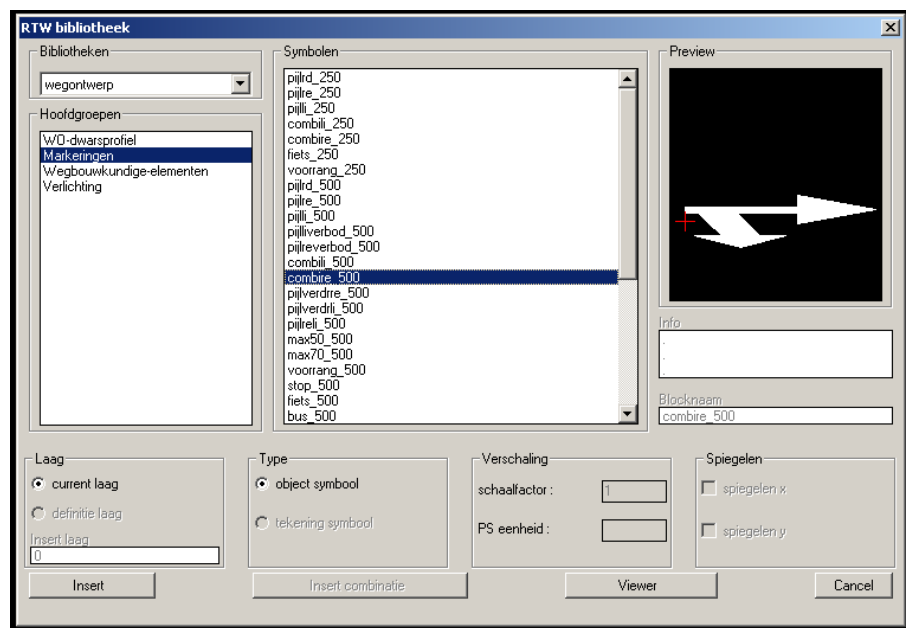 RTW bibliotheek
Bibliotheken
wegontwerp
Hoofdgroepen
WO-dwarsprofiel
Markeringen
Wegbouwkundige-elementen
Verlichting
Symbolen
pijlrd_250
pijlre_250
pijlli_250
combili_250
combire_250
fiets_250
voorrang_250
pijlrd_500
pijlre_500
pijlli_500
pijlliverbod_500
pijlreverbod_500
combili_500
combire_500
pijlverdrre_500
pijlverdrli_500
pijlreli_500
max50_500
max70_500
voorrang_500
stop_500
fiets_500
bus_500
Preview
Info
.
.
.
Blocknaam
combire_500
Laag
current laag
definitie laag
Insert laag
0
Type
object symbool
tekening symbool
Verschaling
schaalfactor :
1
PS eenheid :
Spiegelen
spiegelen x
spiegelen y
Insert
Insert combinatie
Viewer
Cancel